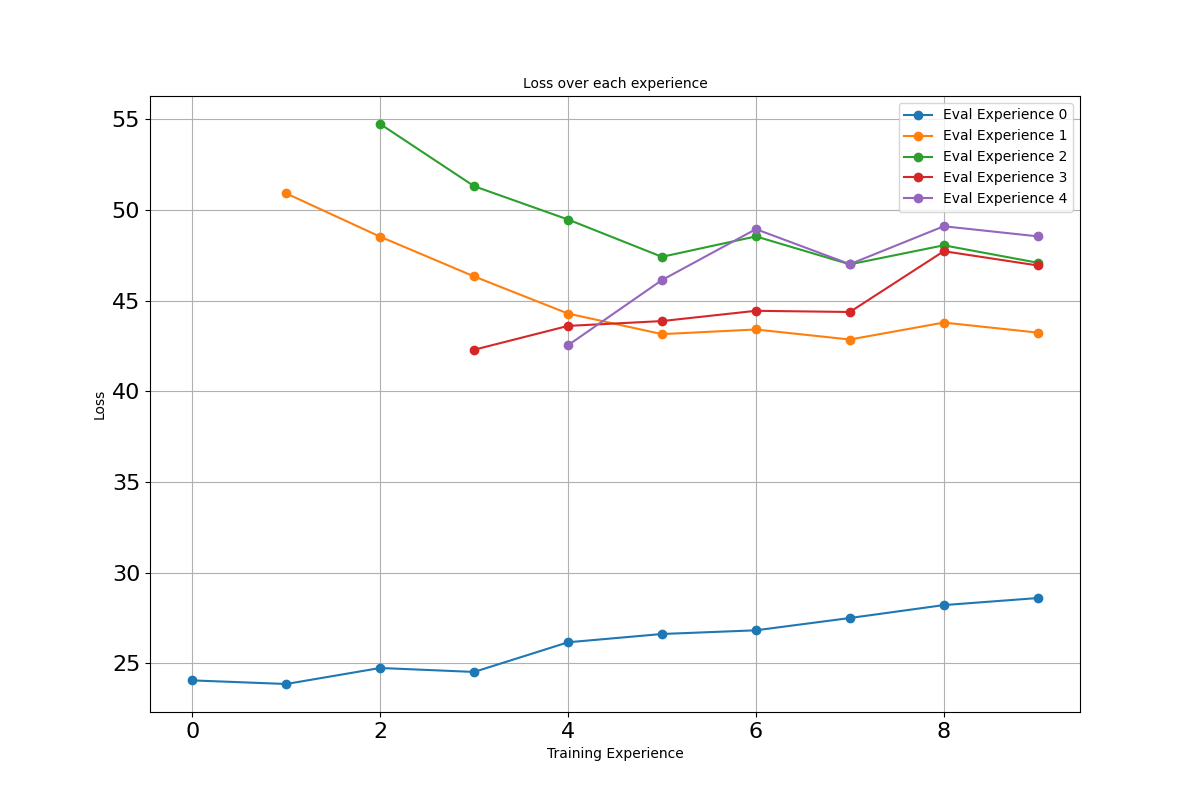 Loss over each experience
55
50
45
40
35
30
25
Loss
0 2 4 6 8
Training Experience
Eval Experience 0
Eval Experience 1
Eval Experience 2
Eval Experience 3
Eval Experience 4